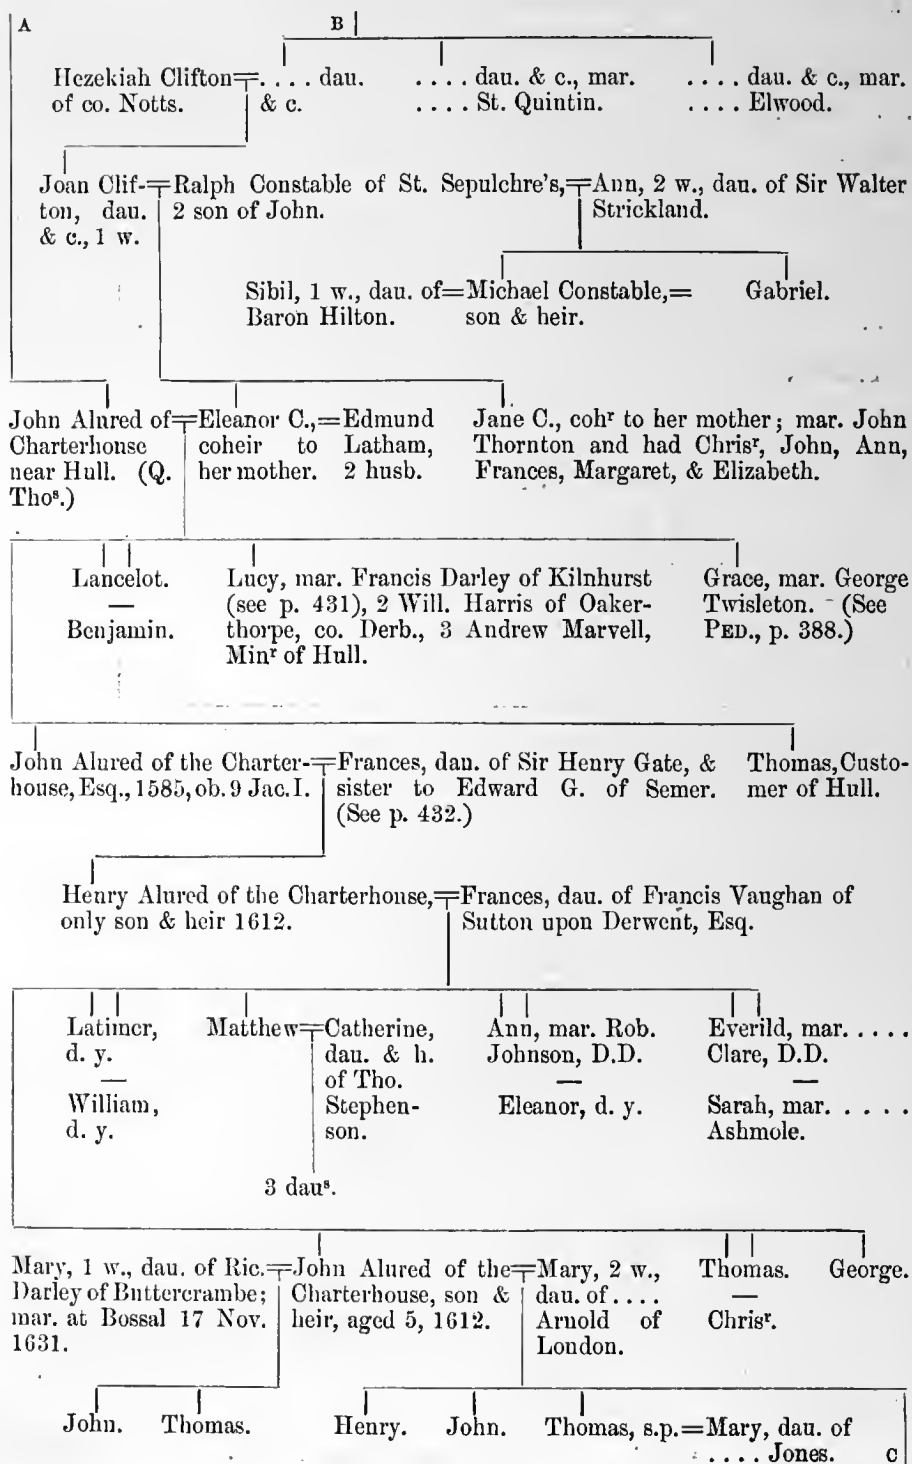 A
B
Hezekiah Clifton=.... dau.
of co. Notts. & c.
.... dau. & c., mar.
.... St. Quintin.
.... dau. & c., mar.
.... Elwood.
Joan Clif-
ton, dau.
& c., 1 w.
=Ralph Constable of St. Sepulchre's,=
2 son of John.
Ann, 2 w., dau. of Sir Walter
Strickland.
Sibil, 1 w., dau. of=
Baron Hilton.
Michael Constable,=
son & heir.
Gabriel.
John Alured of=
Charterhouse
near Hull. (Q.
Thoˢ.)
Eleanor C.,=
coheir to
her mother.
Edmund
Latham,
2 husb.
Jane C., cohʳ to her mother; mar. John
Thornton and had Chrisʳ, John, Ann,
Frances, Margaret, & Elizabeth.
Lancelot.
—
Benjamin.
Lucy, mar. Francis Darley of Kilnhurst
(see p. 431), 2 Will. Harris of Oaker-
thorpe, co. Derb., 3 Andrew Marvell,
Minʳ of Hull.
Grace, mar. George
Twisleton. (See
PED., p. 388.)
John Alured of the Charter-=
house, Esq., 1585, ob. 9 Jac. I.
Frances, dau. of Sir Henry Gate, &
sister to Edward G. of Semer.
(See p. 432.)
Thomas, Custo-
mer of Hull.
Henry Alured of the Charterhouse,=
only son & heir 1612.
Frances, dau. of Francis Vaughan of
Sutton upon Derwent, Esq.
Latimer,
d. y.
—
William,
d. y.
Matthew=
Catherine,
dau. & h.
of Tho.
Stephen-
son.
3 dauˢ.
Ann, mar. Rob.
Johnson, D.D.
—
Eleanor, d. y.
Everild, mar.....
Clare, D.D.
—
Sarah, mar.....
Ashmole.
Mary, 1 w., dau. of Ric.=
Darley of Buttercrambe;
mar. at Bossal 17 Nov.
1631.
John Alured of the=
Charterhouse, son &
heir, aged 5, 1612.
Mary, 2 w.,
dau. of....
Arnold of
London.
Thomas.
—
Chrisʳ.
George.
John.
Thomas.
Henry.
John.
Thomas, s.p.=
Mary, dau. of
.... Jones.
C